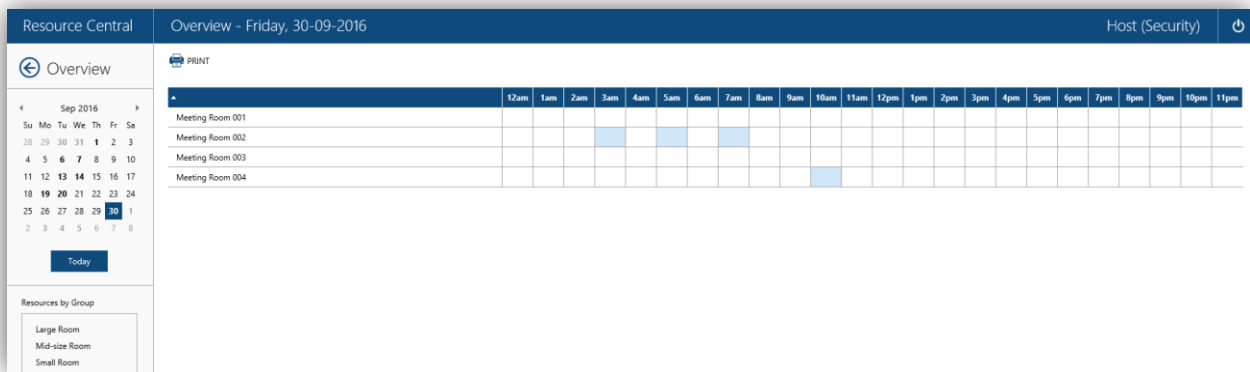 Resource Central
Overview - Friday, 30-09-2016
Host (Security)
Overview
PRINT
Sep 2016
Su Mo Tu We Th Fr Sa
28 29 30 31 1 2 3
4 5 6 7 8 9 10
11 12 13 14 15 16 17
18 19 20 21 22 23 24
25 26 27 28 29 30 1
2 3 4 5 6 7 8
Today
Resources by Group
Large Room
Mid-size Room
Small Room
12am 1am 2am 3am 4am 5am 6am 7am 8am 9am 10am 11am 12pm 1pm 2pm 3pm 4pm 5pm 6pm 7pm 8pm 9pm 10pm 11pm
Meeting Room 001
Meeting Room 002
Meeting Room 003
Meeting Room 004